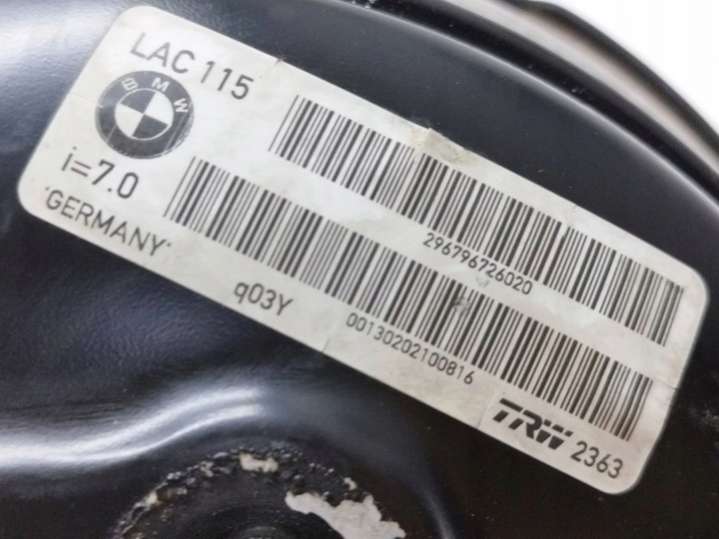 LAC 115
BMW
i=7.0
GERMANY
296796726020
q03Y
00130202100816
TRW 2363